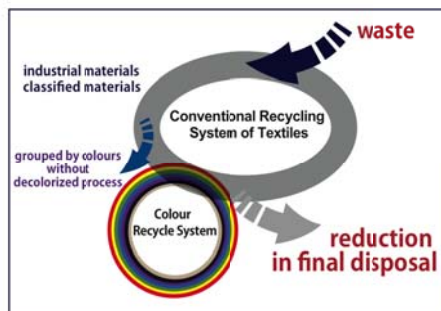 waste
industrial materials
classified materials
Conventional Recycling
System of Textiles
grouped by colours
without
decolorized process
Colour
Recycle System
reduction
in final disposal